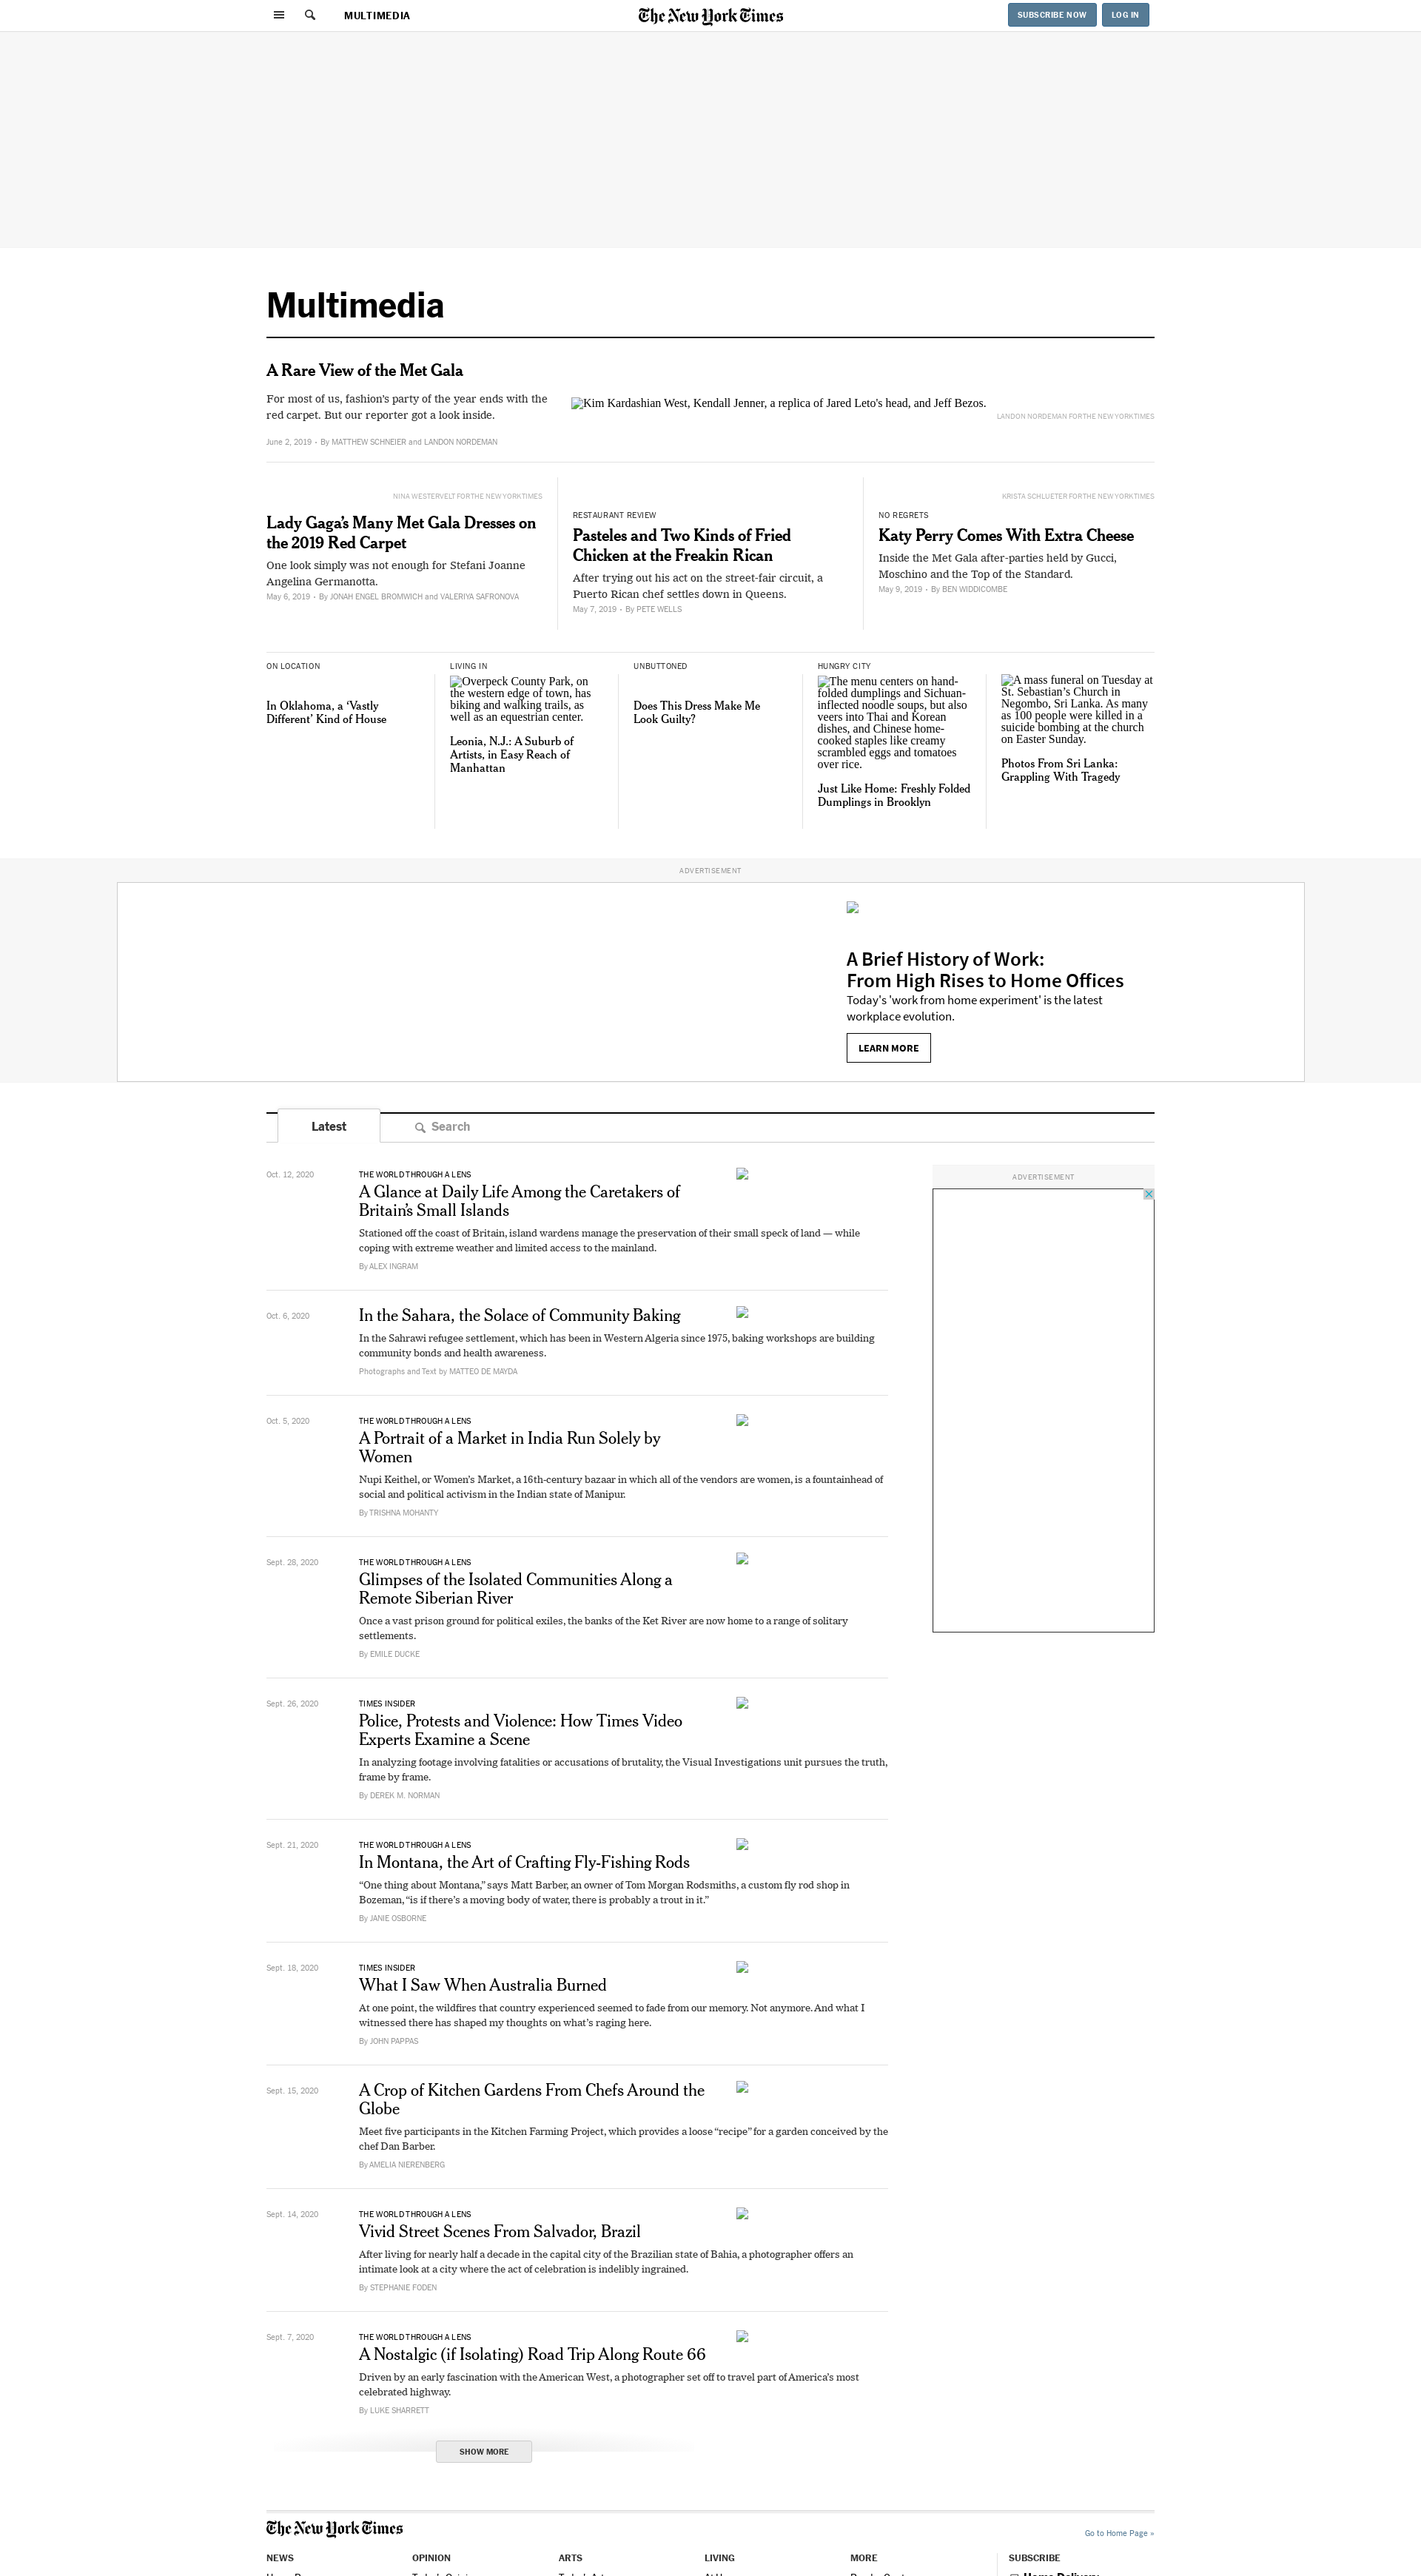 MULTIMEDIA
The New York Times
SUBSCRIBE NOW
LOG IN
Multimedia
A Rare View of the Met Gala
For most of us, fashion's party of the year ends with the
red carpet. But our reporter got a look inside.
June 2, 2019 - By MATTHEW SCHNEIER and LANDON NORDEMAN
Kim Kardashian West, Kendall Jenner, a replica of Jared Leto's head, and Jeff Bezos.
LANDON NORDEMAN FOR THE NEW YORK TIMES
NINA WESTERVELT FOR THE NEW YORK TIMES
Lady Gaga’s Many Met Gala Dresses on
the 2019 Red Carpet
One look simply was not enough for Stefani Joanne
Angelina Germanotta.
May 6, 2019 - By JONAH ENGEL BROMWICH and VALERIYA SAFRONOVA
RESTAURANT REVIEW
Pasteles and Two Kinds of Fried
Chicken at the Freakin Rican
After trying out his act on the street-fair circuit, a
Puerto Rican chef settles down in Queens.
May 7, 2019 - By PETE WELLS
KRISTA SCHLUETER FOR THE NEW YORK TIMES
NO REGRETS
Katy Perry Comes With Extra Cheese
Inside the Met Gala after-parties held by Gucci,
Moschino and the Top of the Standard.
May 9, 2019 - By BEN WIDDICOMBE
ON LOCATION
In Oklahoma, a ‘Vastly
Different’ Kind of House
LIVING IN
Overpeck County Park, on
the western edge of town, has
biking and walking trails, as
well as an equestrian center.
Leonia, N.J.: A Suburb of
Artists, in Easy Reach of
Manhattan
UNBUTTONED
Does This Dress Make Me
Look Guilty?
HUNGRY CITY
The menu centers on hand-
folded dumplings and Sichuan-
inflected noodle soups, but also
veers into Thai and Korean
dishes, and Chinese home-
cooked staples like creamy
scrambled eggs and tomatoes
over rice.
Just Like Home: Freshly Folded
Dumplings in Brooklyn
A mass funeral on Tuesday at
St. Sebastian’s Church in
Negombo, Sri Lanka. As many
as 100 people were killed in a
suicide bombing at the church
on Easter Sunday.
Photos From Sri Lanka:
Grappling With Tragedy
ADVERTISEMENT
A Brief History of Work:
From High Rises to Home Offices
Today's 'work from home experiment' is the latest
workplace evolution.
LEARN MORE
Latest
Search
ADVERTISEMENT
Oct. 12, 2020
THE WORLD THROUGH A LENS
A Glance at Daily Life Among the Caretakers of
Britain’s Small Islands
Stationed off the coast of Britain, island wardens manage the preservation of their small speck of land — while
coping with extreme weather and limited access to the mainland.
By ALEX INGRAM
Oct. 6, 2020
In the Sahara, the Solace of Community Baking
In the Sahrawi refugee settlement, which has been in Western Algeria since 1975, baking workshops are building
community bonds and health awareness.
Photographs and Text by MATTEO DE MAYDA
Oct. 5, 2020
THE WORLD THROUGH A LENS
A Portrait of a Market in India Run Solely by
Women
Nupi Keithel, or Women’s Market, a 16th-century bazaar in which all of the vendors are women, is a fountainhead of
social and political activism in the Indian state of Manipur.
By TRISHNA MOHANTY
Sept. 28, 2020
THE WORLD THROUGH A LENS
Glimpses of the Isolated Communities Along a
Remote Siberian River
Once a vast prison ground for political exiles, the banks of the Ket River are now home to a range of solitary
settlements.
By EMILE DUCKE
Sept. 26, 2020
TIMES INSIDER
Police, Protests and Violence: How Times Video
Experts Examine a Scene
In analyzing footage involving fatalities or accusations of brutality, the Visual Investigations unit pursues the truth,
frame by frame.
By DEREK M. NORMAN
Sept. 21, 2020
THE WORLD THROUGH A LENS
In Montana, the Art of Crafting Fly-Fishing Rods
“One thing about Montana,” says Matt Barber, an owner of Tom Morgan Rodsmiths, a custom fly rod shop in
Bozeman, “is if there’s a moving body of water, there is probably a trout in it.”
By JANIE OSBORNE
Sept. 18, 2020
TIMES INSIDER
What I Saw When Australia Burned
At one point, the wildfires that country experienced seemed to fade from our memory. Not anymore. And what I
witnessed there has shaped my thoughts on what’s raging here.
By JOHN PAPPAS
Sept. 15, 2020
A Crop of Kitchen Gardens From Chefs Around the
Globe
Meet five participants in the Kitchen Farming Project, which provides a loose “recipe” for a garden conceived by the
chef Dan Barber.
By AMELIA NIERENBERG
Sept. 14, 2020
THE WORLD THROUGH A LENS
Vivid Street Scenes From Salvador, Brazil
After living for nearly half a decade in the capital city of the Brazilian state of Bahia, a photographer offers an
intimate look at a city where the act of celebration is indelibly ingrained.
By STEPHANIE FODEN
Sept. 7, 2020
THE WORLD THROUGH A LENS
A Nostalgic (if Isolating) Road Trip Along Route 66
Driven by an early fascination with the American West, a photographer set off to travel part of America’s most
celebrated highway.
By LUKE SHARRETT
SHOW MORE
The New York Times
Go to Home Page »
NEWS
OPINION
ARTS
LIVING
MORE
SUBSCRIBE